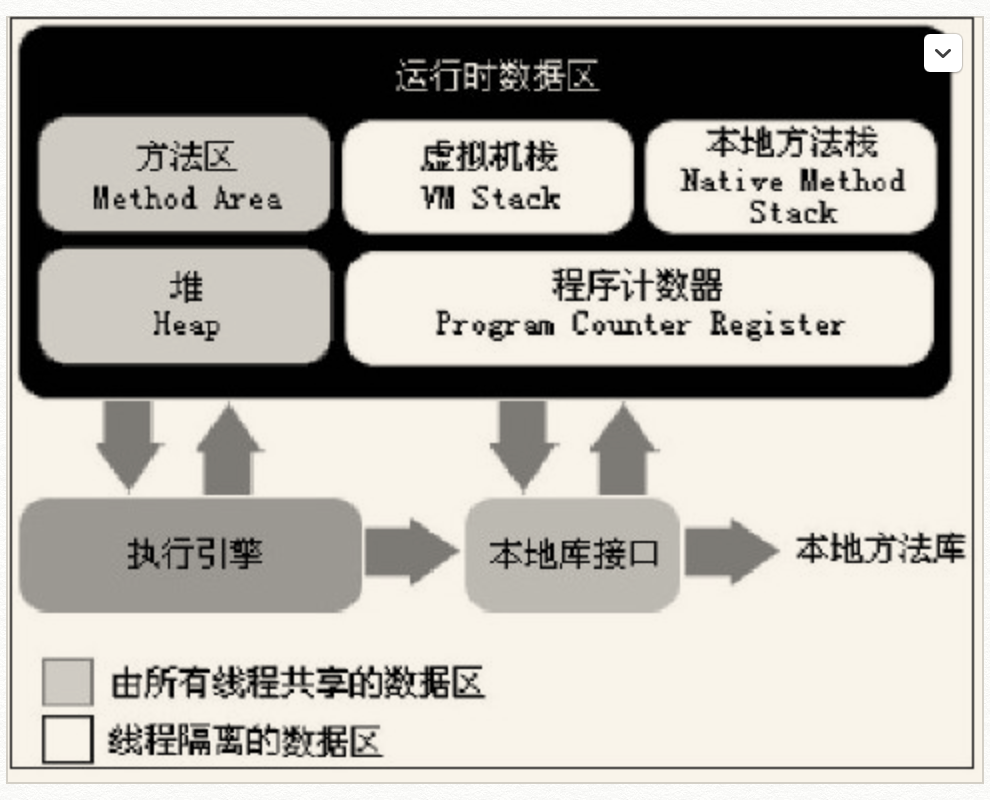 运行时数据区
方法区
Method Area
虚拟机栈
VM Stack
本地方法栈
Native Method
Stack
堆
Heap
程序计数器
Program Counter Register
执行引擎
本地库接口
本地方法库
由所有线程共享的数据区
线程隔离的数据区